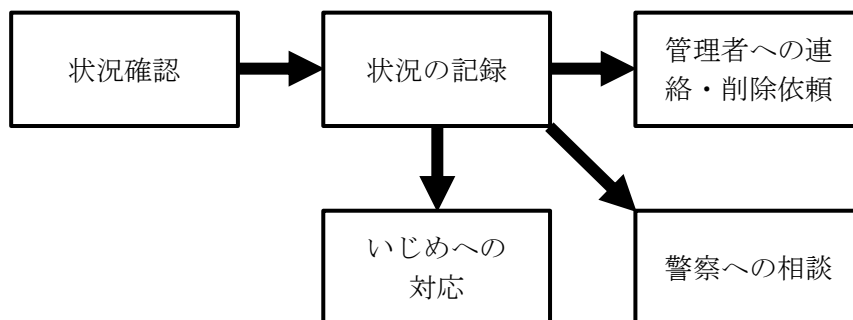 状況確認
状況の記録
管理者への連
絡・削除依頼
いじめへの
対応
警察への相談